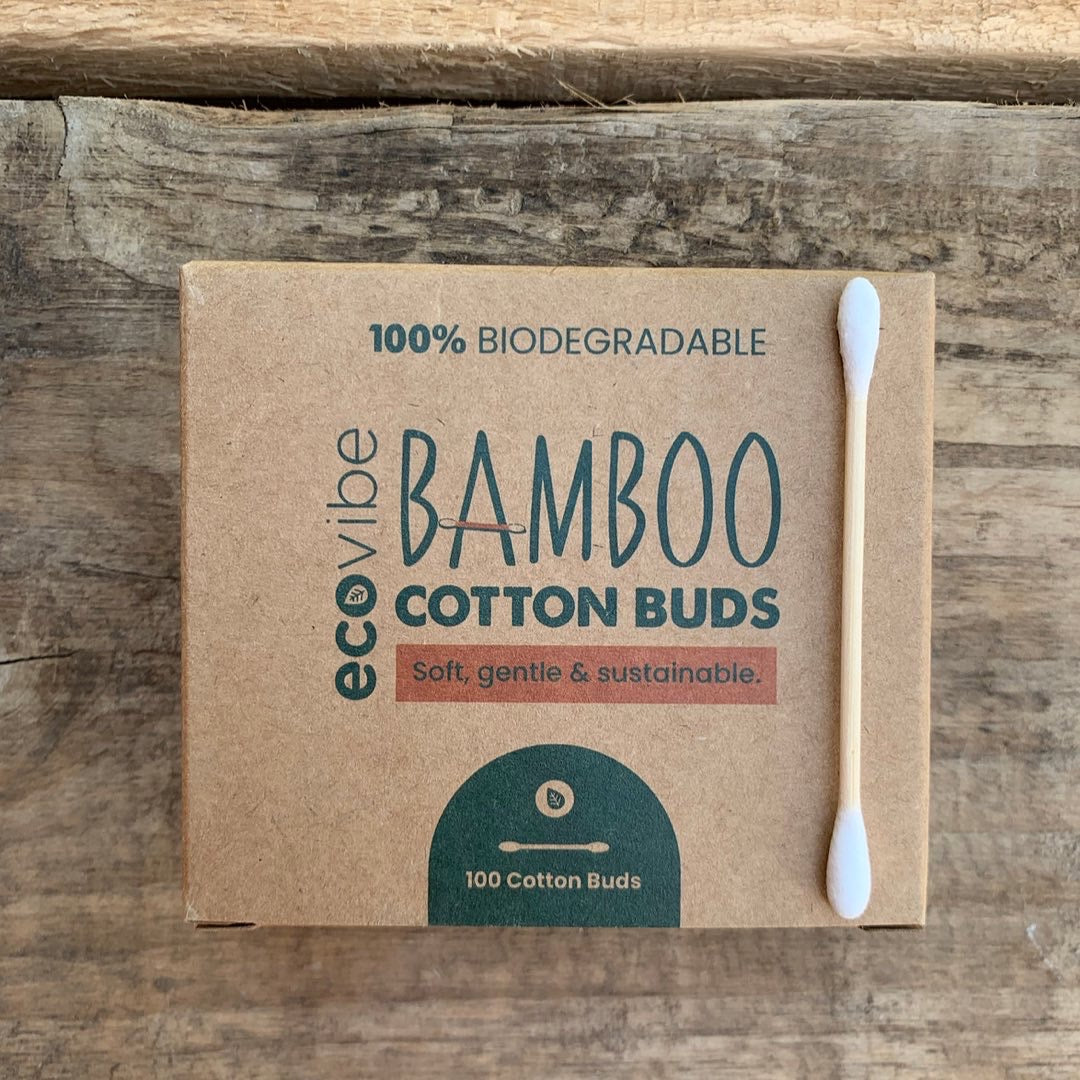 100% BIODEGRADABLE
ecovibe
BAMBOO
COTTON BUDS
Soft, gentle & sustainable.
100 Cotton Buds